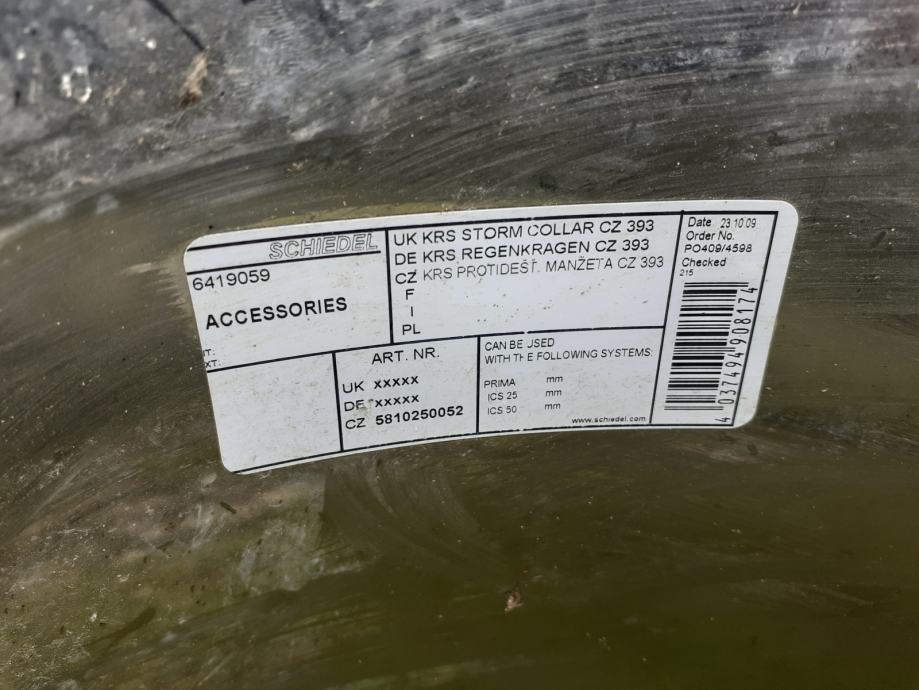 SCHIEDEL
6419059
ACCESSORIES
UK KRS STORM COLLAR CZ 393
DE KRS REGENKRAGEN CZ 393
CZ KRS PROTIDEŠŤ. MANŽETA CZ 393
F
I
PL
Date 23 10 09
Order No.
PO409/4598
Checked
215
4 037494 908174
XT:
ART. NR.
UK xxxxx
DE xxxxx
CZ 5810250052
CAN BE USED
WITH THE FOLLOWING SYSTEMS:
PRIMA mm
ICS 25 mm
ICS 50 mm
www.schiedel.com